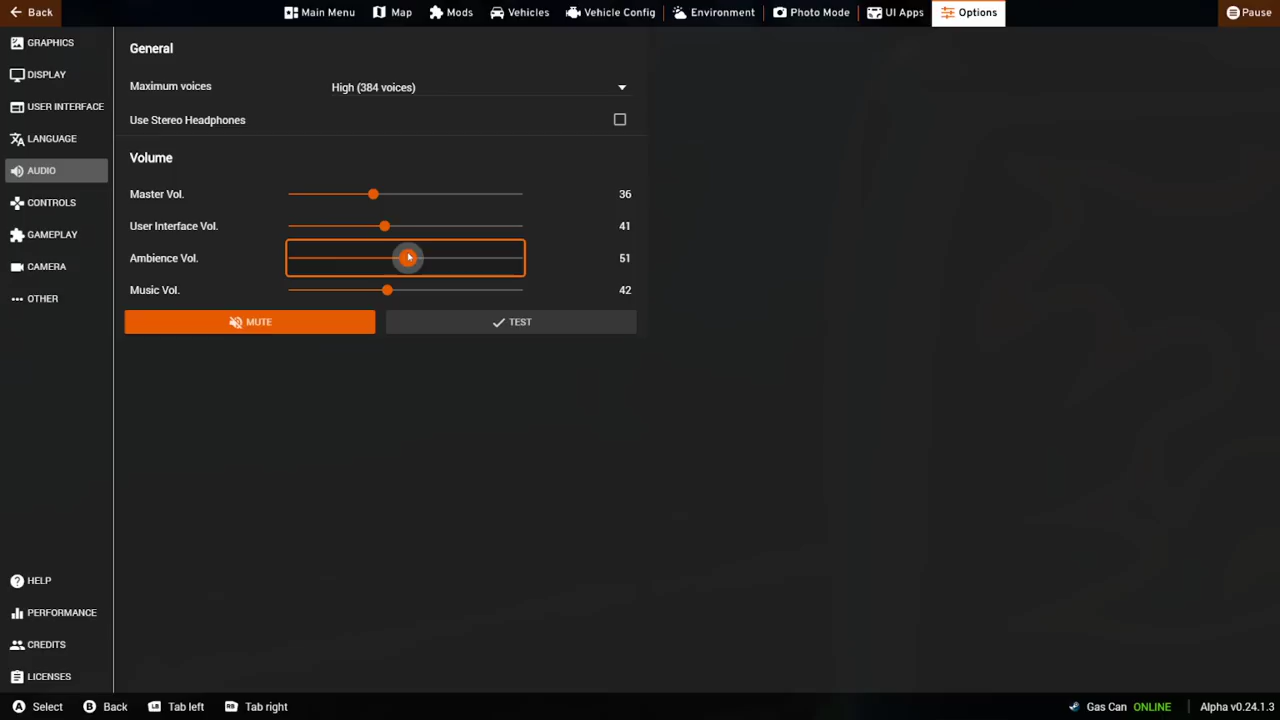 Back
Main Menu
Map
Mods
Vehicles
Vehicle Config
Environment
Photo Mode
UI Apps
Options
Pause
GRAPHICS
DISPLAY
USER INTERFACE
LANGUAGE
AUDIO
CONTROLS
GAMEPLAY
CAMERA
OTHER
General
Maximum voices
High (384 voices)
Use Stereo Headphones
Volume
Master Vol.
36
User Interface Vol.
41
Ambience Vol.
51
Music Vol.
42
MUTE
TEST
HELP
PERFORMANCE
CREDITS
LICENSES
A Select
B Back
LB Tab left
RB Tab right
Gas Can ONLINE
Alpha v0.24.1.3